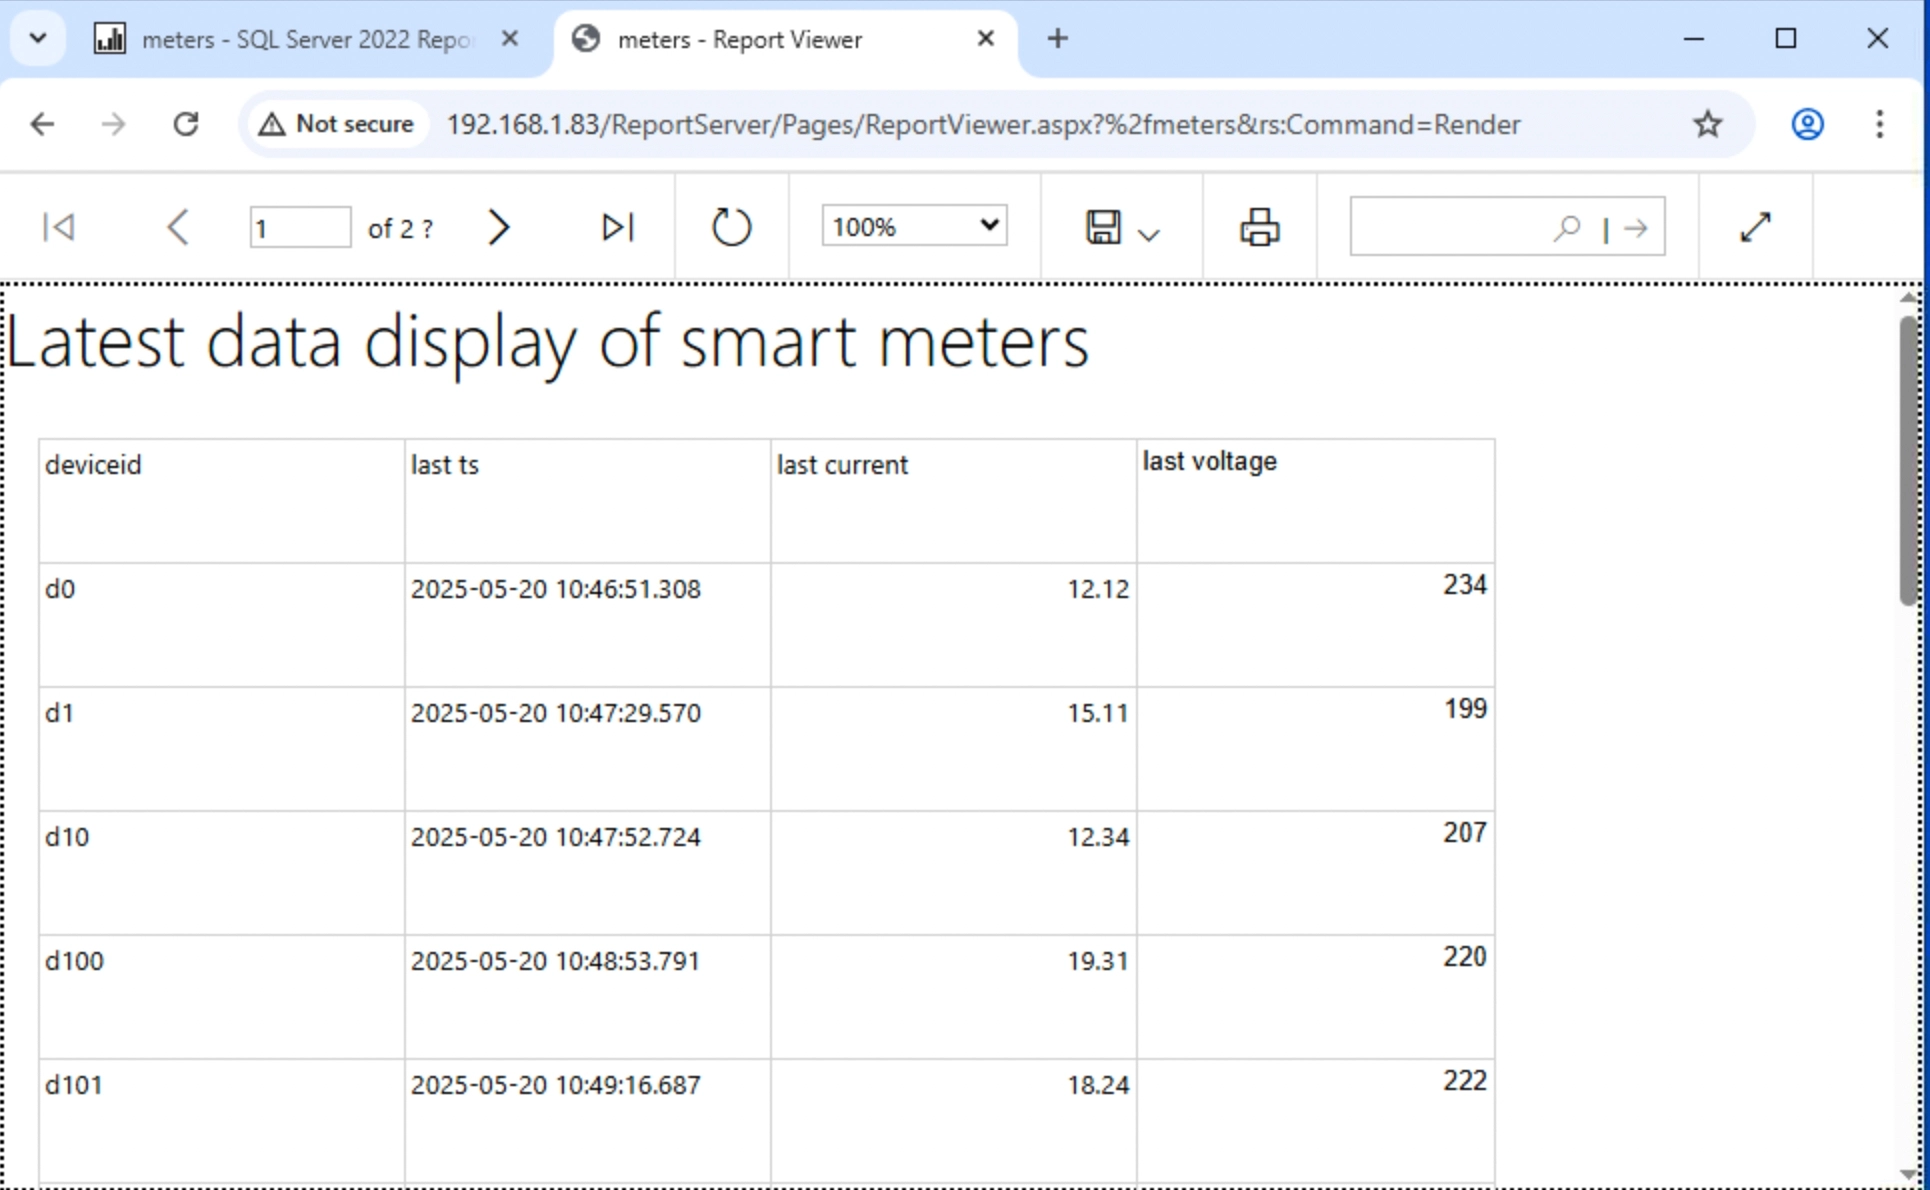 meters - SQL Server 2022 Repo
meters - Report Viewer
Not secure
192.168.1.83/ReportServer/Pages/ReportViewer.aspx?%2fmeters&rs:Command=Render
1 of 2 ?
100%
Latest data display of smart meters
deviceid last ts last current last voltage
d0 2025-05-20 10:46:51.308 12.12 234
d1 2025-05-20 10:47:29.570 15.11 199
d10 2025-05-20 10:47:52.724 12.34 207
d100 2025-05-20 10:48:53.791 19.31 220
d101 2025-05-20 10:49:16.687 18.24 222